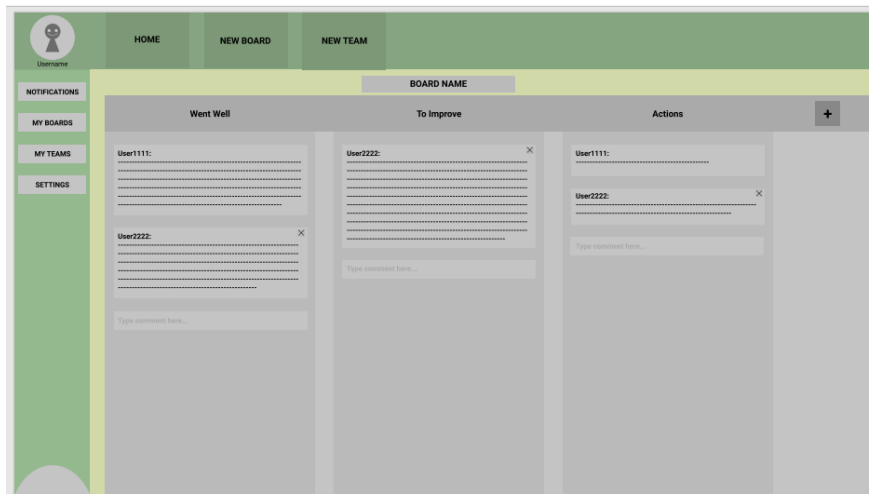 HOME
NEW BOARD
NEW TEAM
Username
NOTIFICATIONS
MY BOARDS
MY TEAMS
SETTINGS
BOARD NAME
Went Well
To Improve
Actions
+
User1111:
User2222:
Type comment here...
User2222:
Type comment here...
User1111:
User2222:
Type comment here...